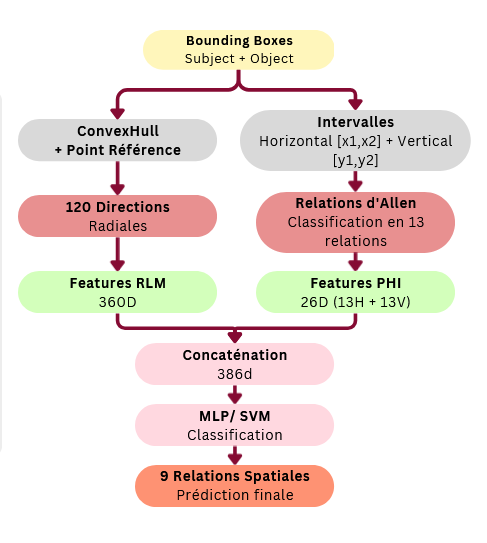 Bounding Boxes
Subject + Object
ConvexHull
+ Point Référence
Intervalles
Horizontal [x1,x2] + Vertical
[y1,y2]
120 Directions
Radiales
Relations d'Allen
Classification en 13
relations
Features RLM
360D
Features PHI
26D (13H + 13V)
Concaténation
386d
MLP/ SVM
Classification
9 Relations Spatiales
Prédiction finale